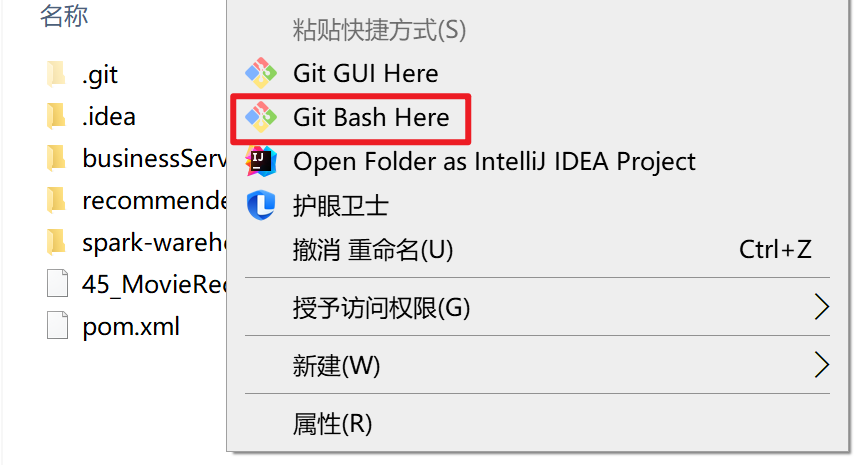 名称
.git
.idea
businessServ
recommende
spark-wareho
45_MovieRec
pom.xml
粘贴快捷方式(S)
Git GUI Here
Git Bash Here
Open Folder as IntelliJ IDEA Project
护眼卫士
撤消 重命名(U) Ctrl+Z
授予访问权限(G)
新建(W)
属性(R)